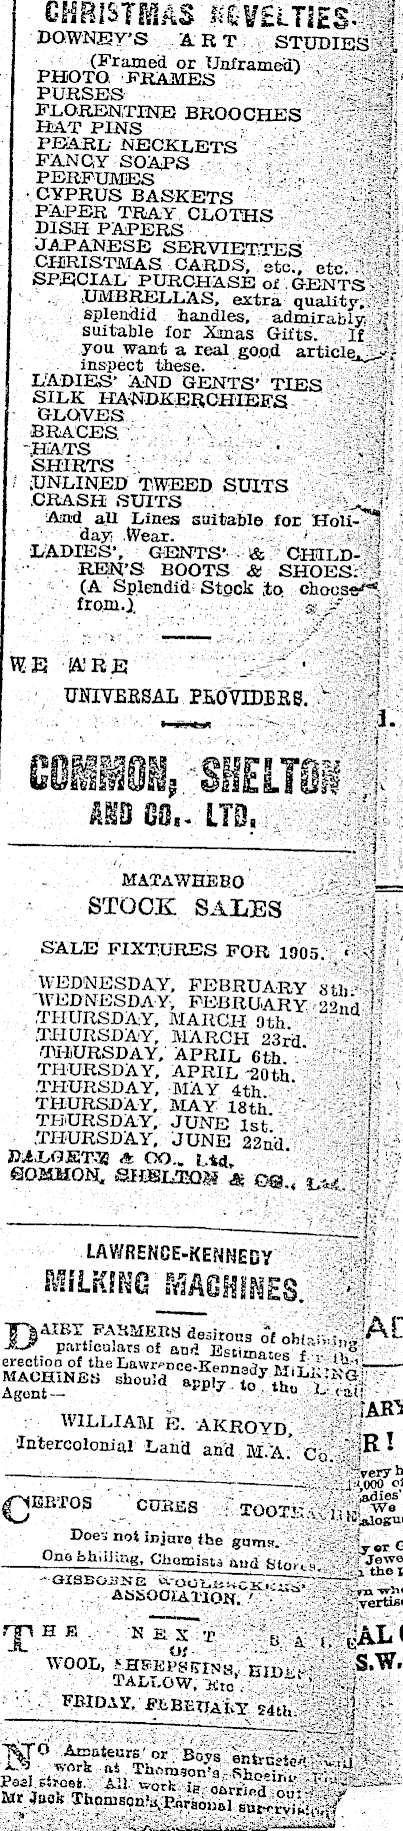 CHRISTMAS NOVELTIES.
DOWNEY'S ART STUDIES
(Framed or Unframed)
PHOTO FRAMES
PURSES
FLORENTINE BROOCHES
HAT PINS
PEARL NECKLETS
FANCY SOAPS
PERFUMES
CYPRUS BASKETS
PAPER TRAY CLOTHS
DISH PAPERS
JAPANESE SERVIETTES
CHRISTMAS CARDS, etc., etc.
SPECIAL PURCHASE of GENTS
UMBRELLAS, extra quality,
splendid handles, admirably
suitable for Xmas Gifts. If
you want a real good article,
inspect these.
LADIES' AND GENTS' TIES
SILK HANDKERCHIEFS
GLOVES
BRACES
HATS
SHIRTS
UNLINED TWEED SUITS
CRASH SUITS
And all Lines suitable for Holi-
day Wear.
LADIES', GENTS' & CHILD-
REN'S BOOTS & SHOES.
(A Splendid Stock to choose
from.)
WE ARE
UNIVERSAL PROVIDERS.
COMMON, SHELTON
AND CO., LTD.
MATAWHERO
STOCK SALES
SALE FIXTURES FOR 1905.
WEDNESDAY, FEBRUARY 8th.
WEDNESDAY, FEBRUARY 22nd
THURSDAY, MARCH 9th.
THURSDAY, MARCH 23rd.
THURSDAY, APRIL 6th.
THURSDAY, APRIL 20th.
THURSDAY, MAY 4th.
THURSDAY, MAY 18th.
THURSDAY, JUNE 1st.
THURSDAY, JUNE 22nd.
DALGETY & CO., Ltd.
COMMON, SHELTON & CO., Ltd.
LAWRENCE-KENNEDY
MILKING MACHINES.
DAIRY FARMERS desirous of obtaining
particulars of and Estimates for the
erection of the Lawrence-Kennedy MILKING
MACHINES should apply to the Local
Agent—
WILLIAM E. AKROYD,
Intercolonial Land and M.A. Co.
CERTOS CURES TOOTHACHE
Does not injure the gums.
One Shilling, Chemists and Stores.
GISBORNE WOOLBROKERS'
ASSOCIATION.
THE NEXT SALE
Of
WOOL, SHEEPSKINS, HIDES,
TALLOW, Etc.
FRIDAY, FEBRUARY 24th.
NO Amateurs or Boys entrusted with
work at Thomson's Shoeing
Peel street. All work is carried out
Mr Jack Thomson's Personal supervision